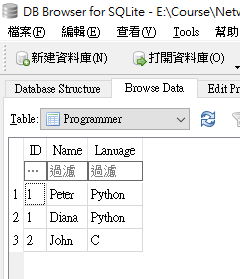 DB Browser for SQLite - E:\Course\Netw
檔案(F) 編輯(E) 查看(V) Tools 幫助
新建資料庫(N) 打開資料庫(O)
Database Structure Browse Data Edit Pr
Table: Programmer
ID Name Lanuage
... 過濾 過濾
1 1 Peter Python
2 1 Diana Python
3 2 John C